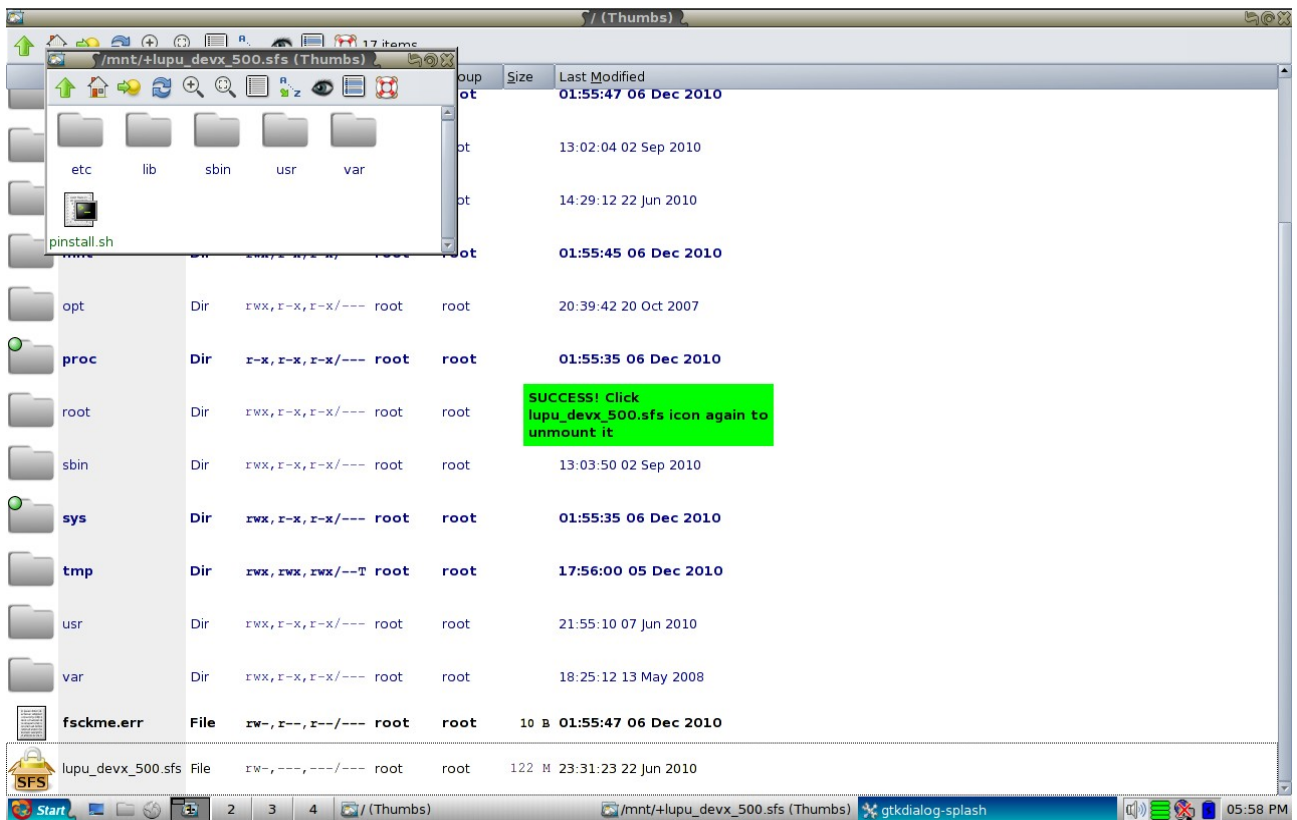 / (Thumbs)
17 items
/mnt/+lupu_devx_500.sfs (Thumbs)
etc lib sbin usr var
pinstall.sh
oup Size Last Modified
ot 01:55:47 06 Dec 2010
ot 13:02:04 02 Sep 2010
ot 14:29:12 22 Jun 2010
oot 01:55:45 06 Dec 2010
opt Dir rwx,r-x,r-x/--- root root 20:39:42 20 Oct 2007
proc Dir r-x,r-x,r-x/--- root root 01:55:35 06 Dec 2010
root Dir rwx,r-x,r-x/--- root root
SUCCESS! Click
lupu_devx_500.sfs icon again to
unmount it
sbin Dir rwx,r-x,r-x/--- root root 13:03:50 02 Sep 2010
sys Dir rwx,r-x,r-x/--- root root 01:55:35 06 Dec 2010
tmp Dir rwx,rwx,rwx/--T root root 17:56:00 05 Dec 2010
usr Dir rwx,r-x,r-x/--- root root 21:55:10 07 Jun 2010
var Dir rwx,r-x,r-x/--- root root 18:25:12 13 May 2008
fsckme.err File rw-,r--,r--/--- root root 10 B 01:55:47 06 Dec 2010
lupu_devx_500.sfs File rw-,---,---/--- root root 122 M 23:31:23 22 Jun 2010
SFS
Start 2 3 4 / (Thumbs) /mnt/+lupu_devx_500.sfs (Thumbs) gtkdialog-splash 05:58 PM